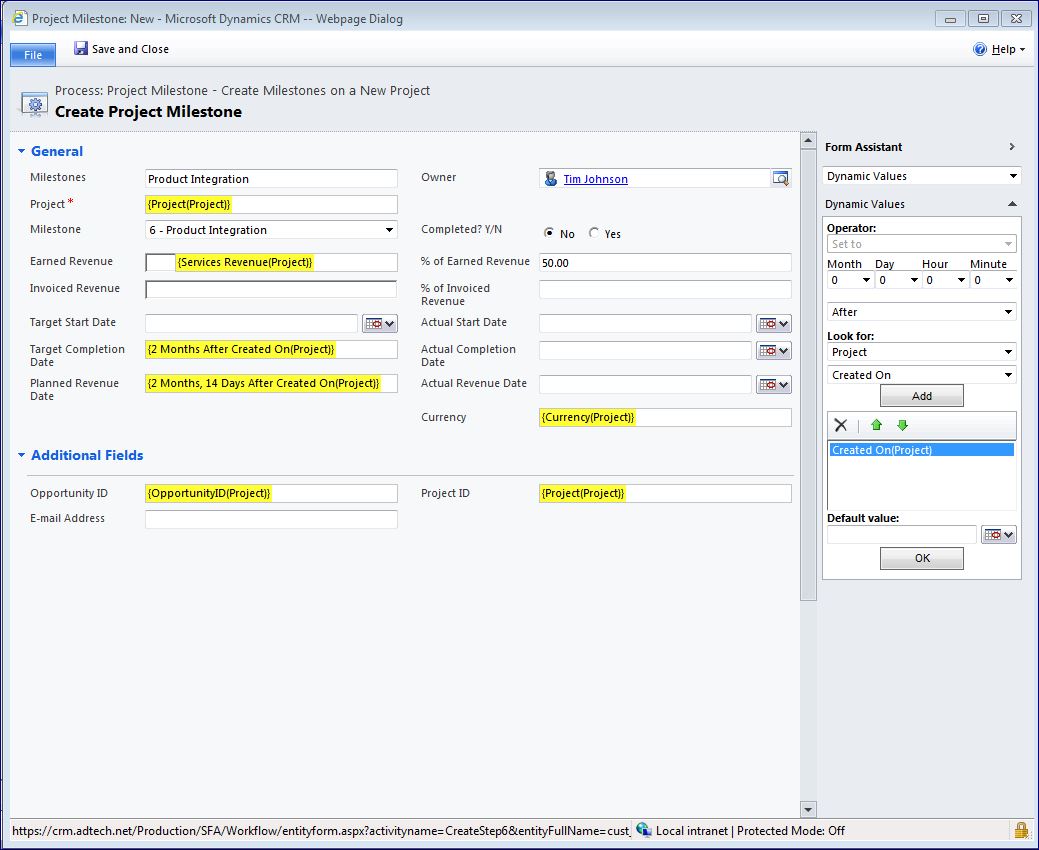 Project Milestone: New - Microsoft Dynamics CRM -- Webpage Dialog
File
Save and Close
Help
Process: Project Milestone - Create Milestones on a New Project
Create Project Milestone
General
Milestones Product Integration Owner Tim Johnson
Project * {Project(Project)}
Milestone 6 - Product Integration Completed? Y/N No Yes
Earned Revenue {Services Revenue(Project)} % of Earned Revenue 50.00
Invoiced Revenue % of Invoiced
Revenue
Target Start Date Actual Start Date
Target Completion {2 Months After Created On(Project)} Actual Completion
Date Date
Planned Revenue {2 Months, 14 Days After Created On(Project)} Actual Revenue Date
Date
Currency {Currency(Project)}
Additional Fields
Opportunity ID {OpportunityID(Project)} Project ID {Project(Project)}
E-mail Address
Form Assistant
Dynamic Values
Dynamic Values
Operator:
Set to
Month Day Hour Minute
0 0 0 0
After
Look for:
Project
Created On
Add
Created On(Project)
Default value:
OK
https://crm.adtech.net/Production/SFA/Workflow/entityform.aspx?activityname=CreateStep6&entityFullName=cust_ Local intranet | Protected Mode: Off